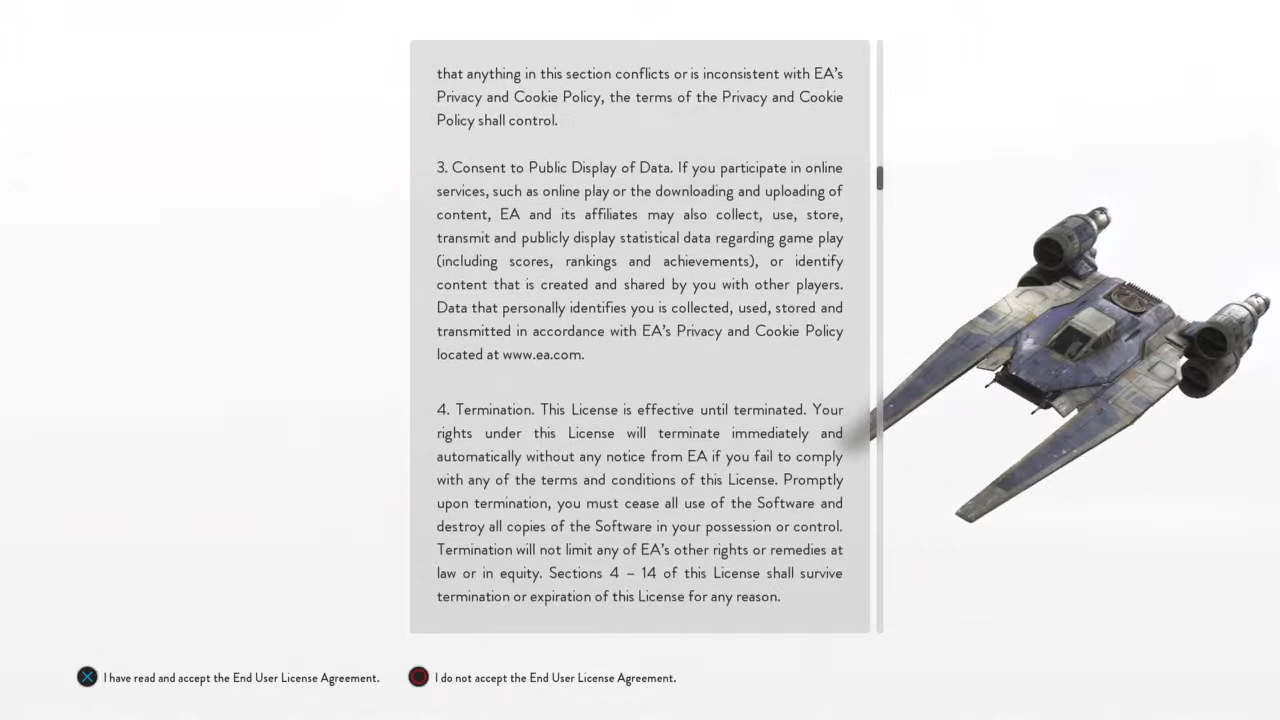 that anything in this section conflicts or is inconsistent with EA's
Privacy and Cookie Policy, the terms of the Privacy and Cookie
Policy shall control.
3. Consent to Public Display of Data. If you participate in online
services, such as online play or the downloading and uploading of
content, EA and its affiliates may also collect, use, store,
transmit and publicly display statistical data regarding game play
(including scores, rankings and achievements), or identify
content that is created and shared by you with other players.
Data that personally identifies you is collected, used, stored and
transmitted in accordance with EA's Privacy and Cookie Policy
located at www.ea.com.
4. Termination. This License is effective until terminated. Your
rights under this License will terminate immediately and
automatically without any notice from EA if you fail to comply
with any of the terms and conditions of this License. Promptly
upon termination, you must cease all use of the Software and
destroy all copies of the Software in your possession or control.
Termination will not limit any of EA's other rights or remedies at
law or in equity. Sections 4 – 14 of this License shall survive
termination or expiration of this License for any reason.
I have read and accept the End User License Agreement.
I do not accept the End User License Agreement.